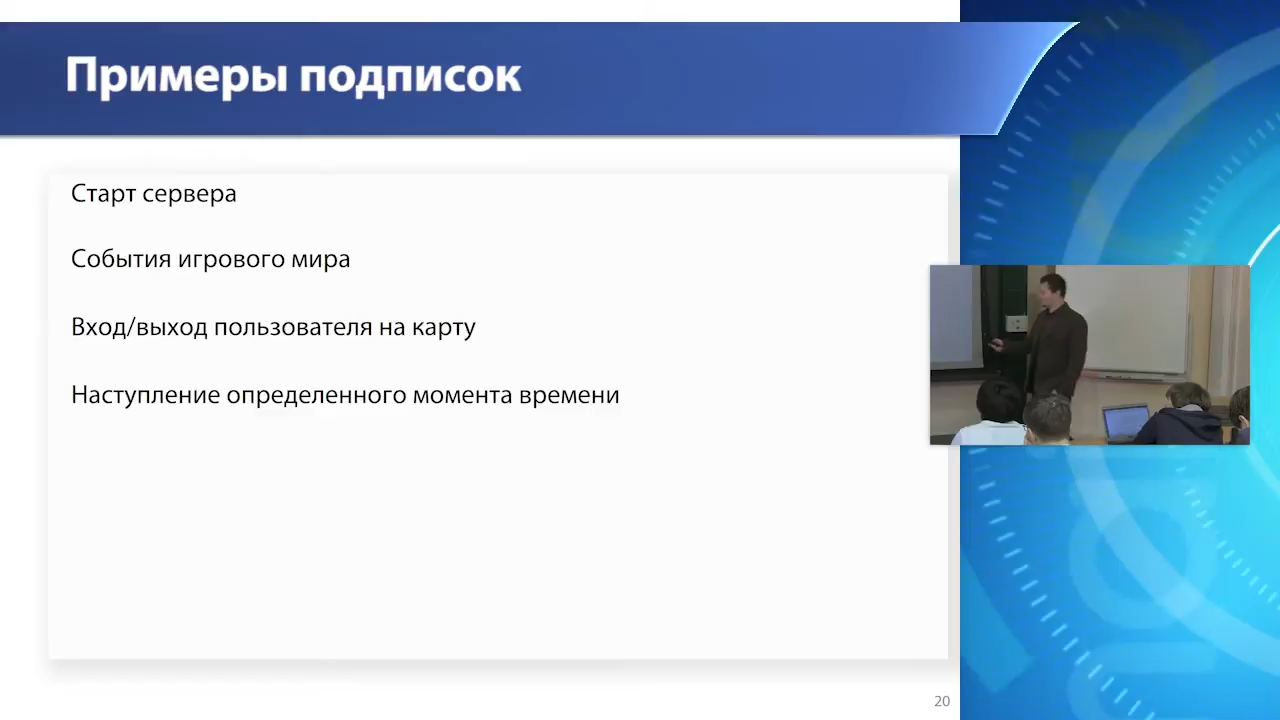 Примеры подписок
Старт сервера
События игрового мира
Вход/выход пользователя на карту
Наступление определенного момента времени
20